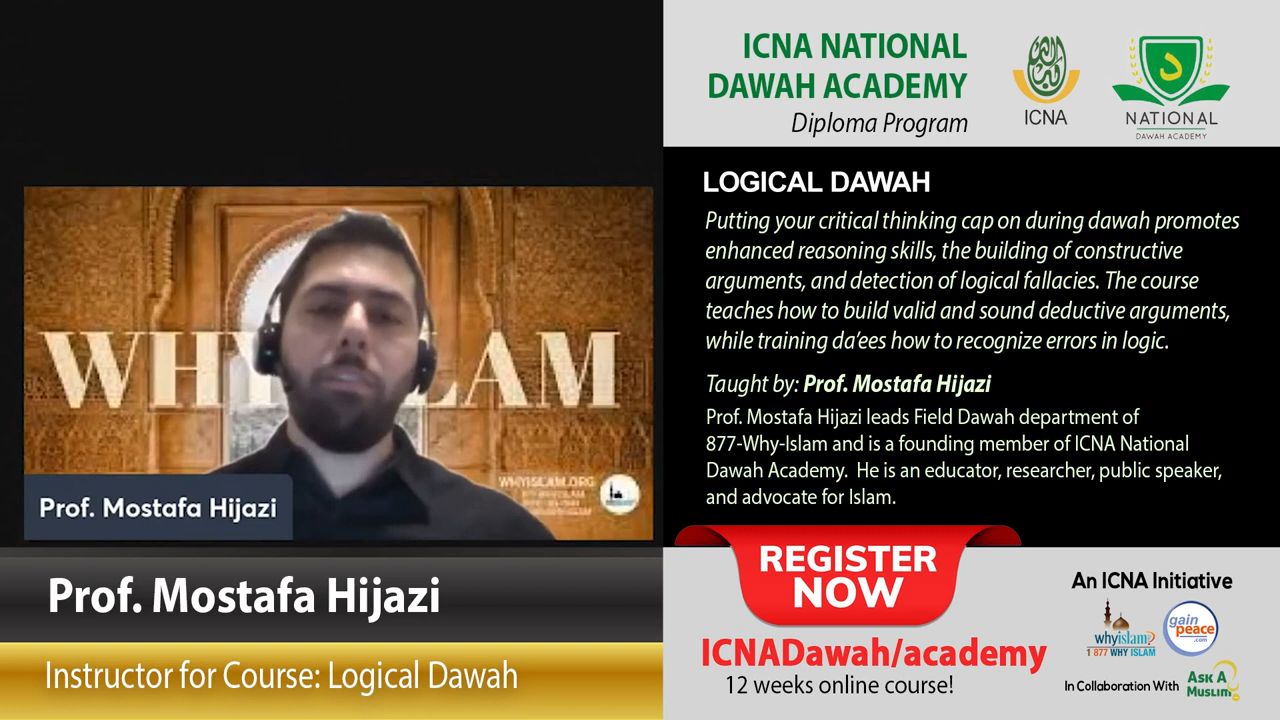 WHY LAM
WHYISLAM.ORG
Prof. Mostafa Hijazi
Prof. Mostafa Hijazi
Instructor for Course: Logical Dawah
ICNA NATIONAL
DAWAH ACADEMY
Diploma Program
ICNA
NATIONAL
DAWAH ACADEMY
LOGICAL DAWAH
Putting your critical thinking cap on during dawah promotes
enhanced reasoning skills, the building of constructive
arguments, and detection of logical fallacies. The course
teaches how to build valid and sound deductive arguments,
while training da’ees how to recognize errors in logic.
Taught by: Prof. Mostafa Hijazi
Prof. Mostafa Hijazi leads Field Dawah department of
877-Why-Islam and is a founding member of ICNA National
Dawah Academy. He is an educator, researcher, public speaker,
and advocate for Islam.
REGISTER
NOW
ICNADawah/academy
12 weeks online course!
An ICNA Initiative
whyislam?
1 877 WHY ISLAM
gain
peace
.com
In Collaboration With
ASK A
MUSLIM